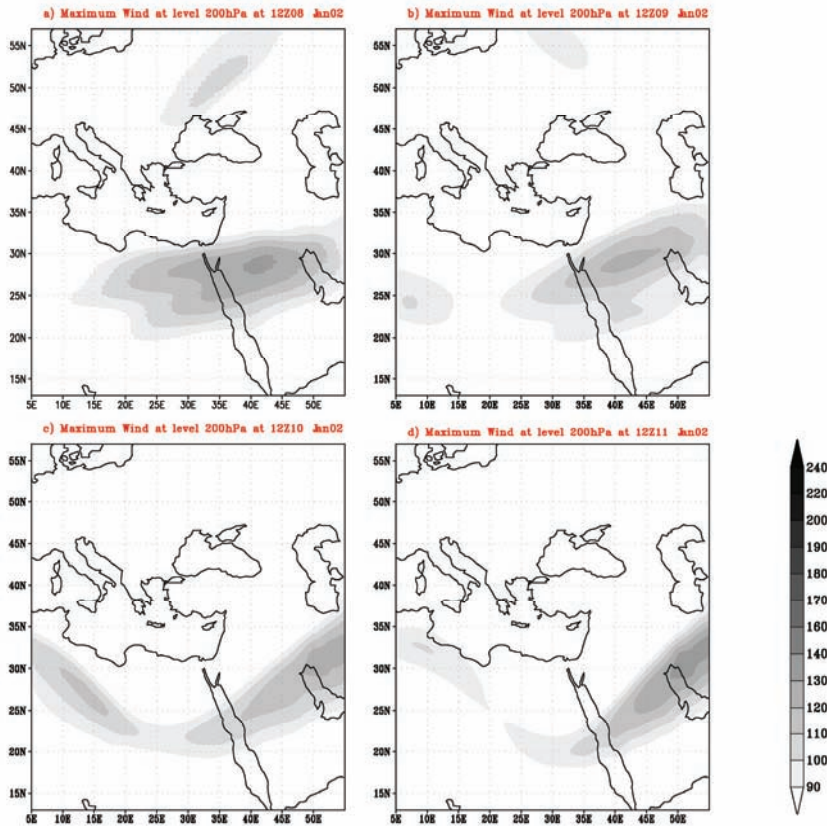 a) Maximum Wind at level 200hPa at 12Z08 Jan02
b) Maximum Wind at level 200hPa at 12Z09 Jan02
55N
50N
45N
40N
35N
30N
25N
20N
15N
5E 10E 15E 20E 25E 30E 35E 40E 45E 50E
55N
50N
45N
40N
35N
30N
25N
20N
15N
5E 10E 15E 20E 25E 30E 35E 40E 45E 50E
c) Maximum Wind at level 200hPa at 12Z10 Jan02
d) Maximum Wind at level 200hPa at 12Z11 Jan02
55N
50N
45N
40N
35N
30N
25N
20N
15N
5E 10E 15E 20E 25E 30E 35E 40E 45E 50E
55N
50N
45N
40N
35N
30N
25N
20N
15N
5E 10E 15E 20E 25E 30E 35E 40E 45E 50E
240
220
200
190
170
160
130
120
110
100
90